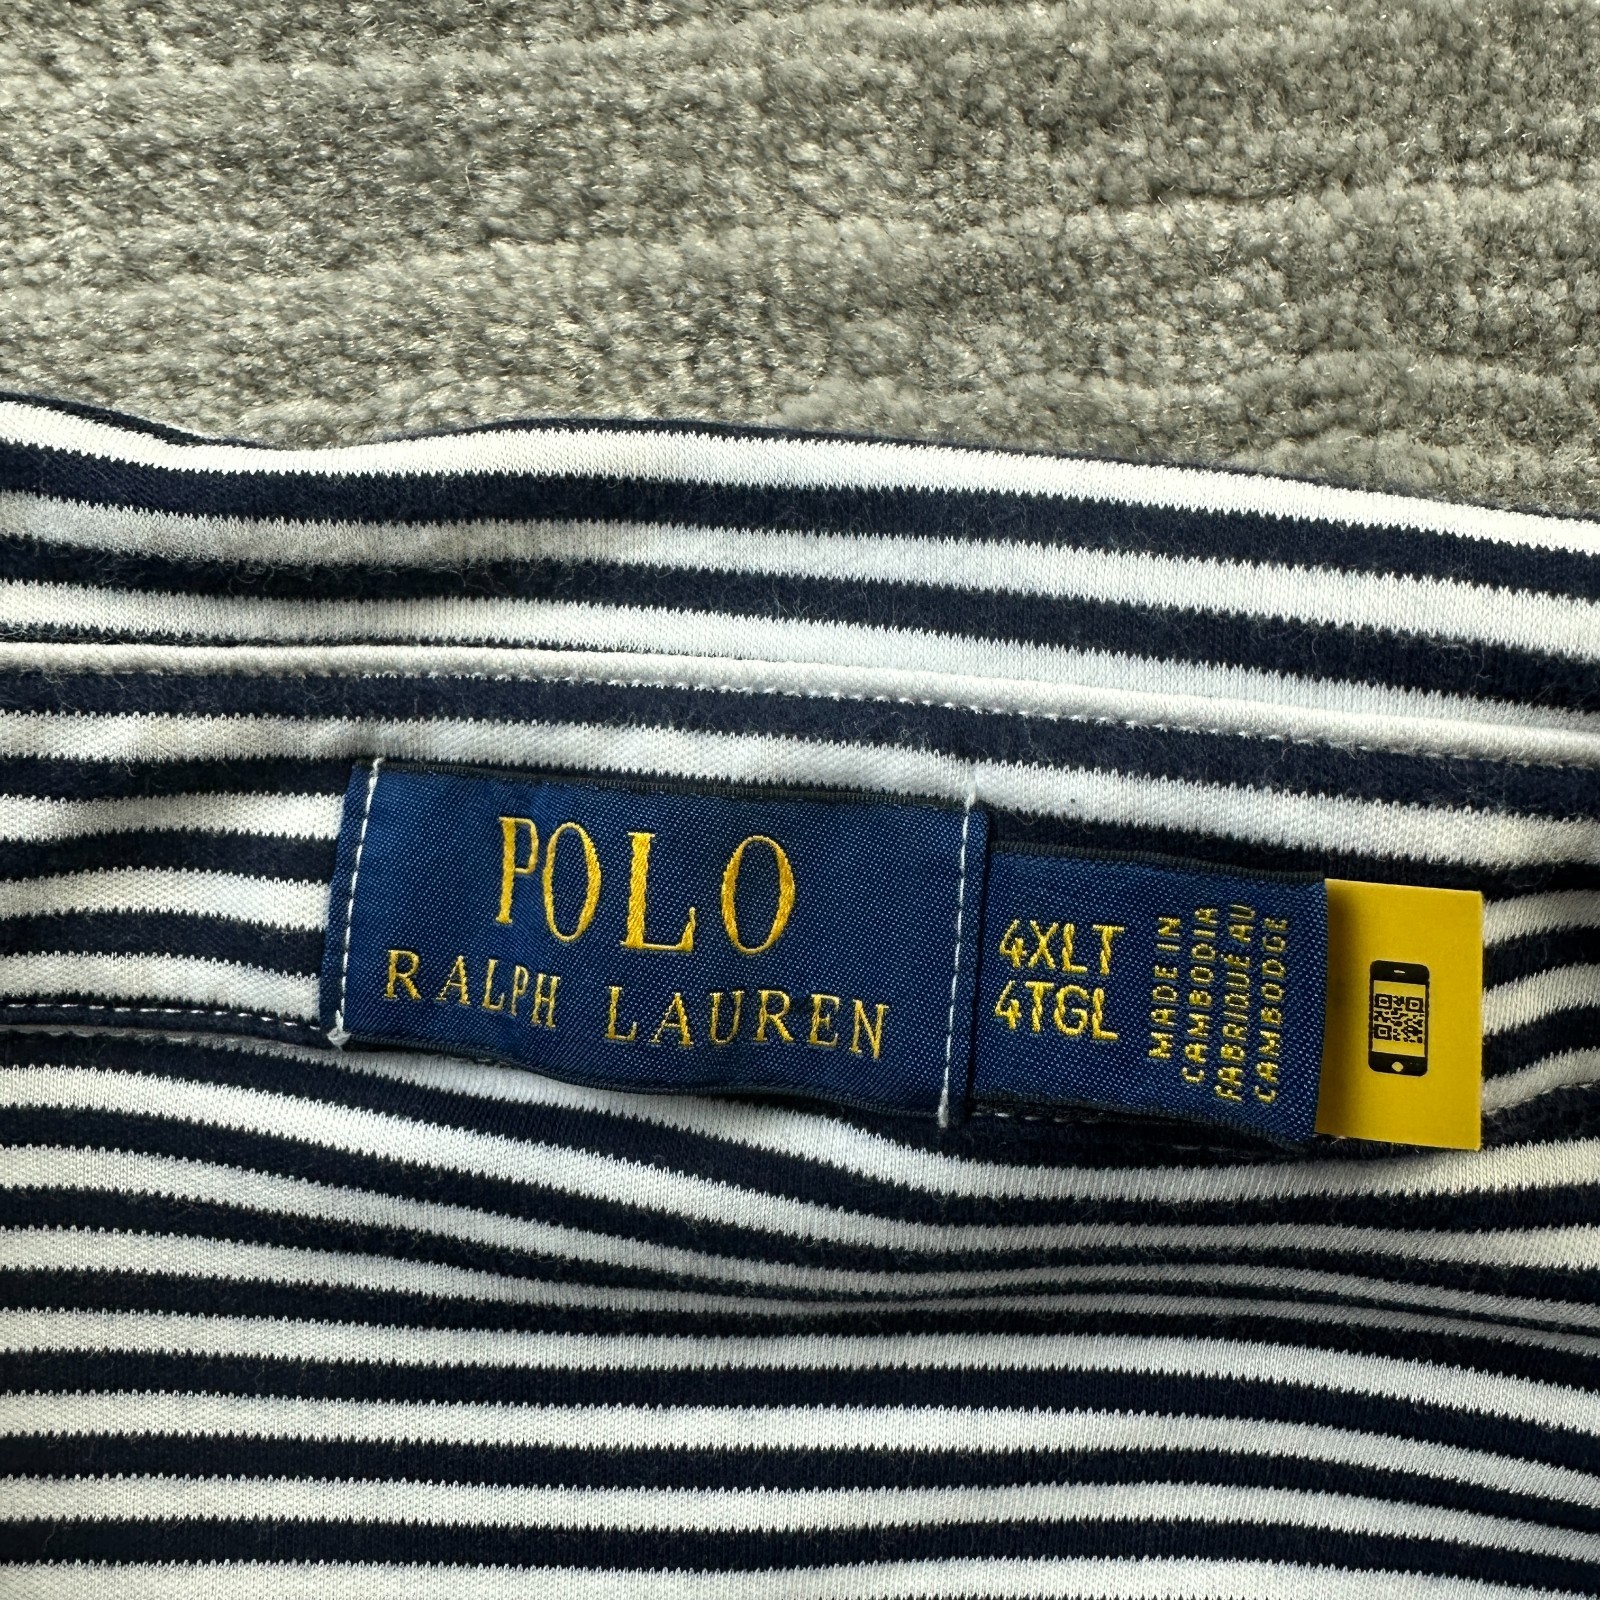 POLO
RALPH LAUREN
4XLT
4TGL
MADE IN
CAMBODIA
FABRIQUÉ AU
CAMBODGE